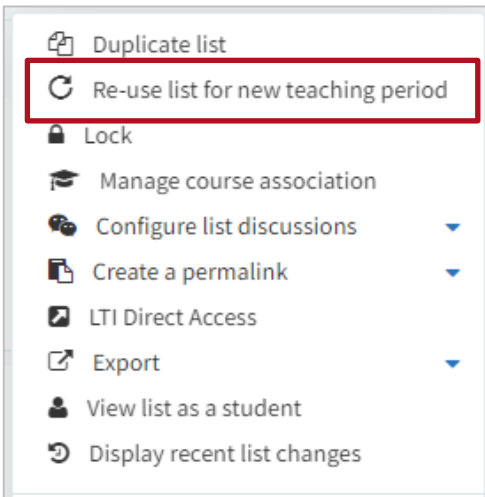 Duplicate list
Re-use list for new teaching period
Lock
Manage course association
Configure list discussions
Create a permalink
LTI Direct Access
Export
View list as a student
Display recent list changes